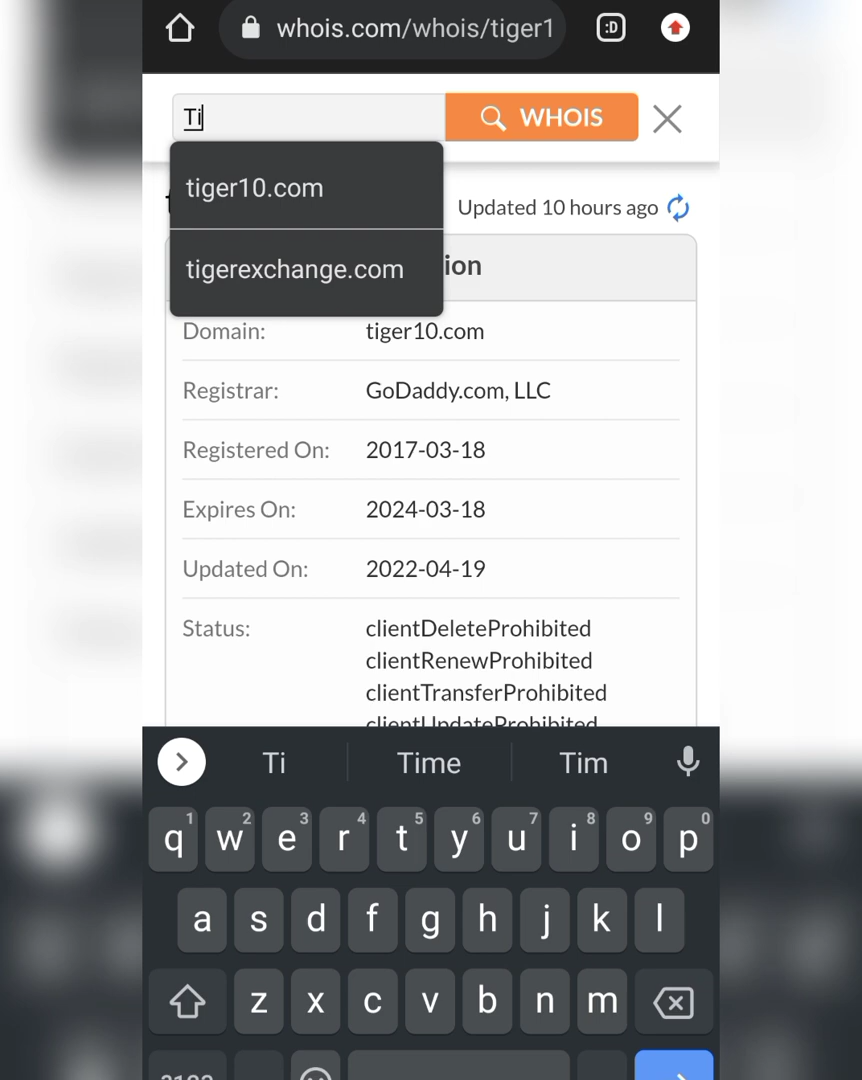 whois.com/whois/tiger1
:D
Ti
WHOIS
tiger10.com
Updated 10 hours ago
tigerexchange.com
ion
Domain: tiger10.com
Registrar: GoDaddy.com, LLC
Registered On: 2017-03-18
Expires On: 2024-03-18
Updated On: 2022-04-19
Status: clientDeleteProhibited
clientRenewProhibited
clientTransferProhibited
clientUpdateProhibited
Ti Time Tim
1 2 3 4 5 6 7 8 9 0
q w e r t y u i o p
a s d f g h j k l
z x c v b n m